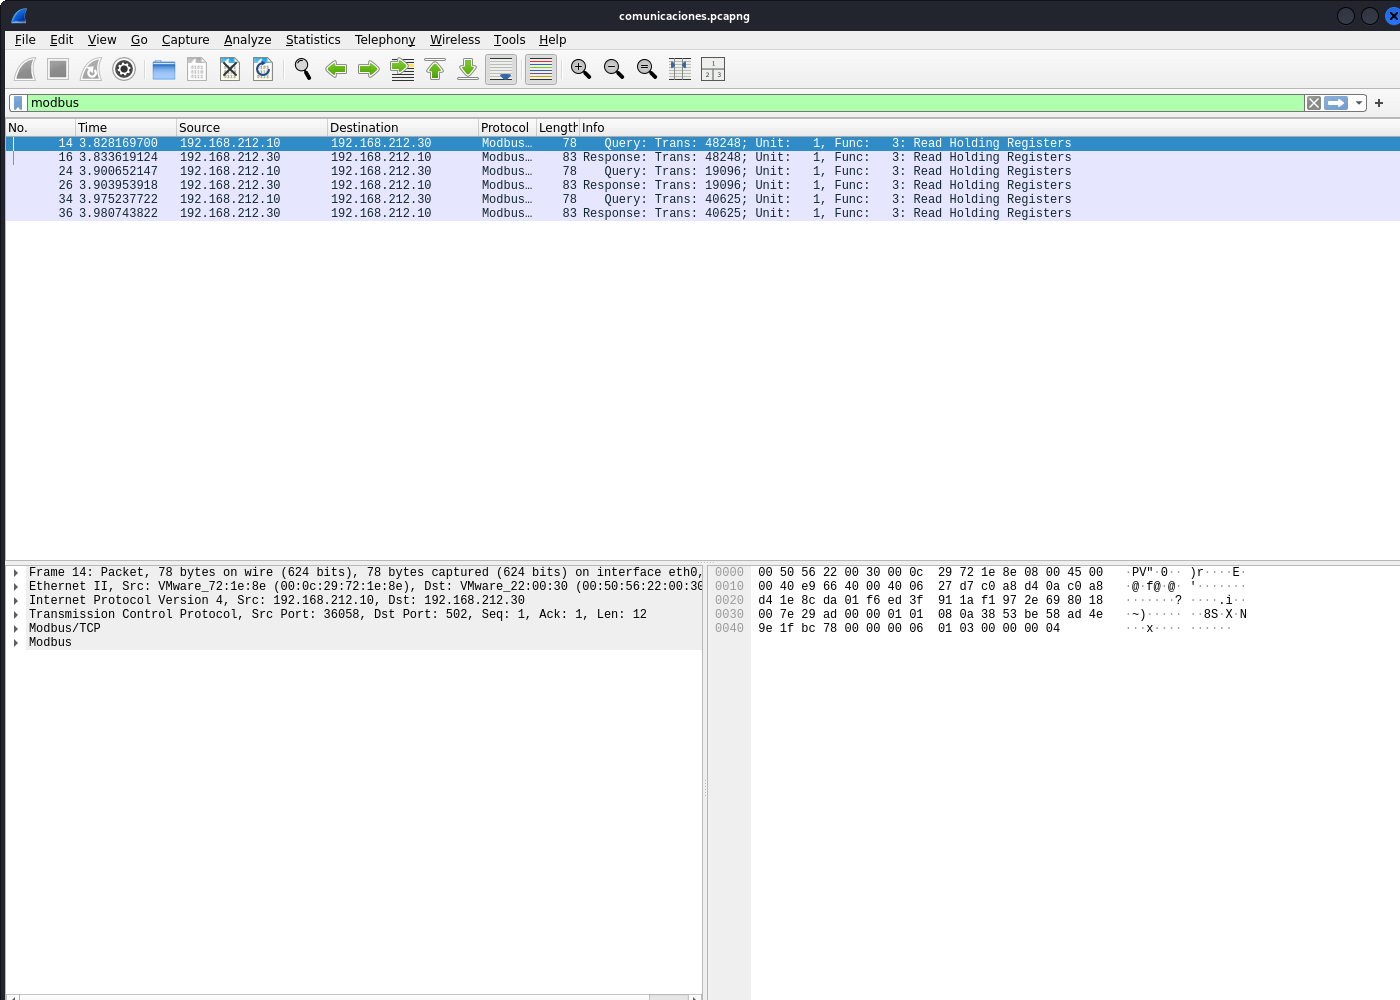 comunicaciones.pcapng
File Edit View Go Capture Analyze Statistics Telephony Wireless Tools Help
modbus
No. Time Source Destination Protocol Length Info
14 3.828169700 192.168.212.10 192.168.212.30 Modbus… 78 Query: Trans: 48248; Unit: 1, Func: 3: Read Holding Registers
16 3.833619124 192.168.212.30 192.168.212.10 Modbus… 83 Response: Trans: 48248; Unit: 1, Func: 3: Read Holding Registers
24 3.900652147 192.168.212.10 192.168.212.30 Modbus… 78 Query: Trans: 19096; Unit: 1, Func: 3: Read Holding Registers
26 3.903953918 192.168.212.30 192.168.212.10 Modbus… 83 Response: Trans: 19096; Unit: 1, Func: 3: Read Holding Registers
34 3.975237722 192.168.212.10 192.168.212.30 Modbus… 78 Query: Trans: 40625; Unit: 1, Func: 3: Read Holding Registers
36 3.980743822 192.168.212.30 192.168.212.10 Modbus… 83 Response: Trans: 40625; Unit: 1, Func: 3: Read Holding Registers
Frame 14: Packet, 78 bytes on wire (624 bits), 78 bytes captured (624 bits) on interface eth0,
Ethernet II, Src: VMware_72:1e:8e (00:0c:29:72:1e:8e), Dst: VMware_22:00:30 (00:50:56:22:00:30
Internet Protocol Version 4, Src: 192.168.212.10, Dst: 192.168.212.30
Transmission Control Protocol, Src Port: 36058, Dst Port: 502, Seq: 1, Ack: 1, Len: 12
Modbus/TCP
Modbus
0000 00 50 56 22 00 30 00 0c 29 72 1e 8e 08 00 45 00 ·PV"·0·· )r····E·
0010 00 40 e9 66 40 00 40 06 27 d7 c0 a8 d4 0a c0 a8 ·@·f@·@· '·······
0020 d4 1e 8c da 01 f6 ed 3f 91 1a f1 97 2e 69 80 18 ·······? ····.i··
0030 00 7e 29 ad 00 00 01 01 08 0a 38 53 be 58 ad 4e ·~)····· ··8S·X·N
0040 9e 1f bc 78 00 00 00 06 01 03 00 00 00 04 ···x···· ······